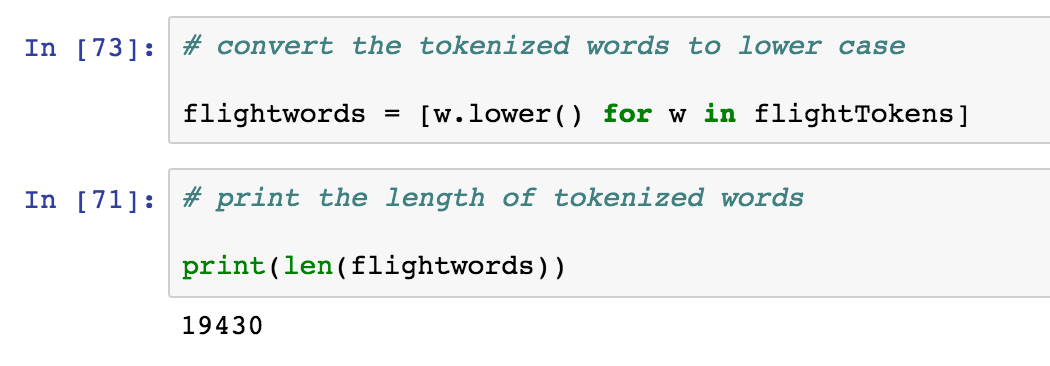 In [73]: # convert the tokenized words to lower case
flightwords = [w.lower() for w in flightTokens]
In [71]: # print the length of tokenized words
print(len(flightwords))
19430